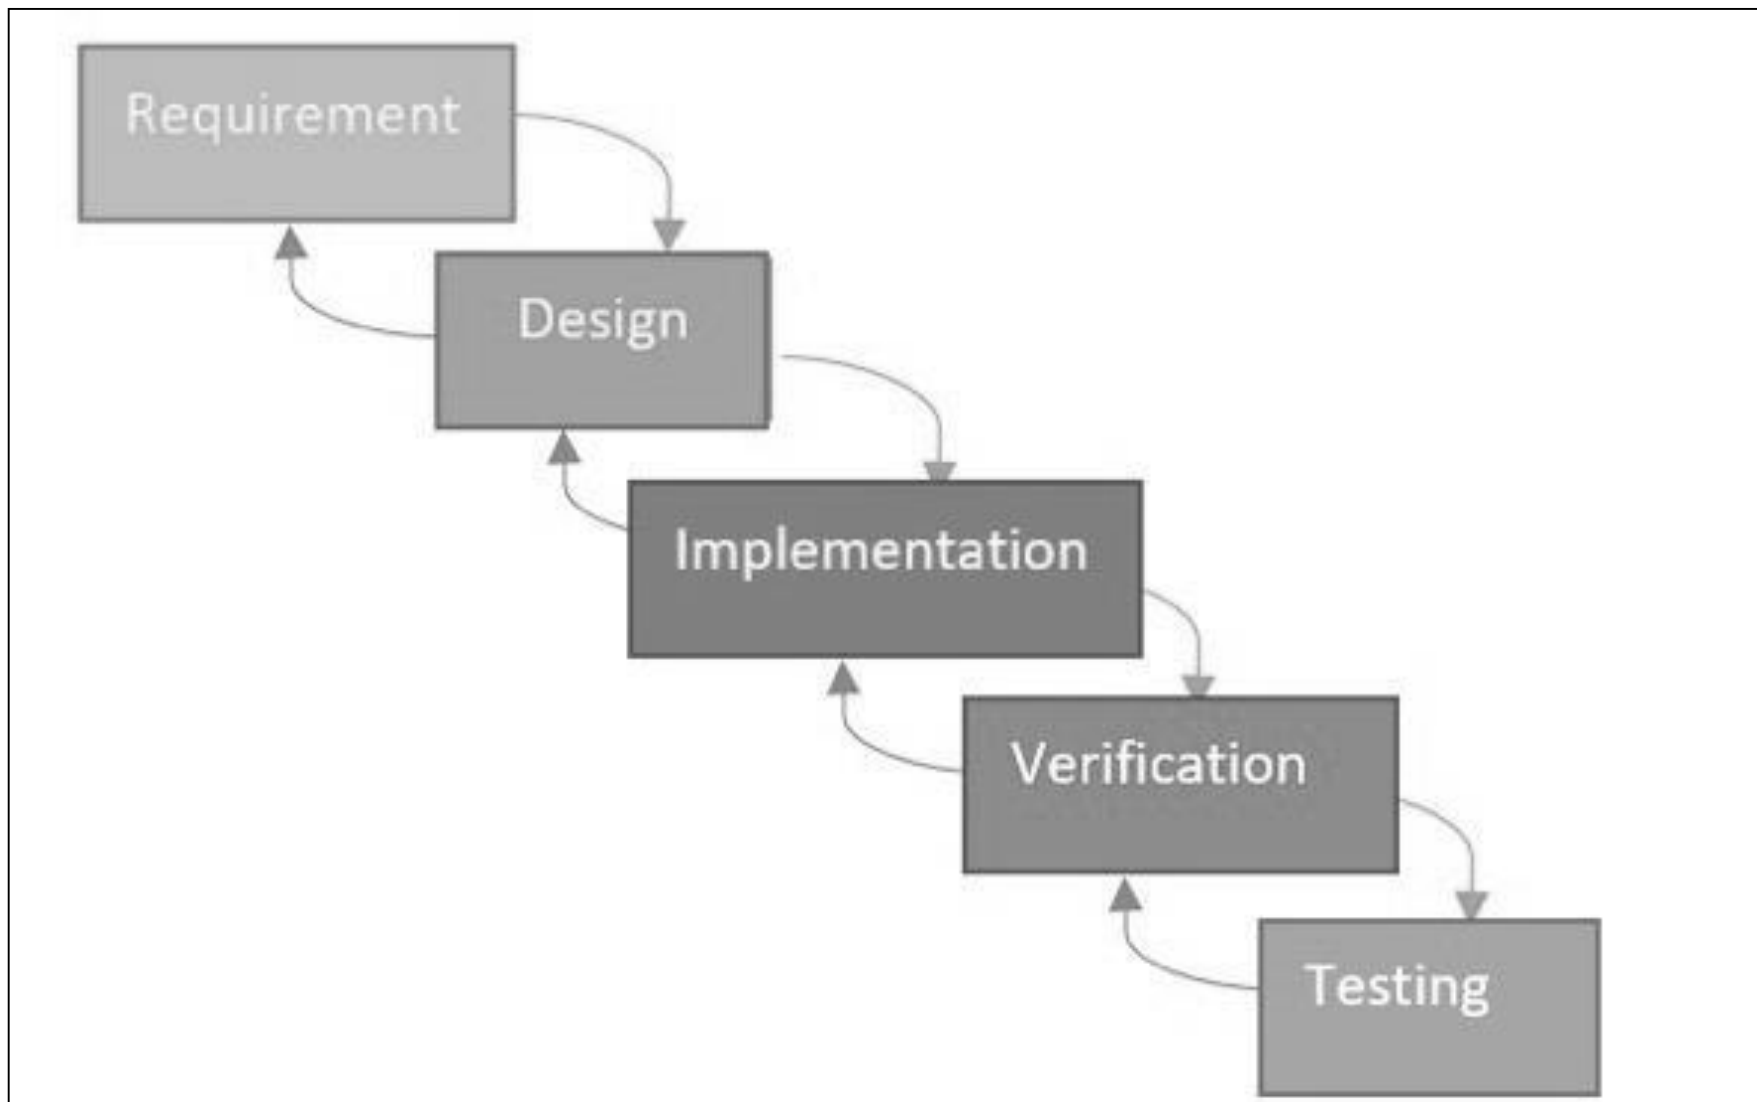 Requirement
Design
Implementation
Verification
Testing